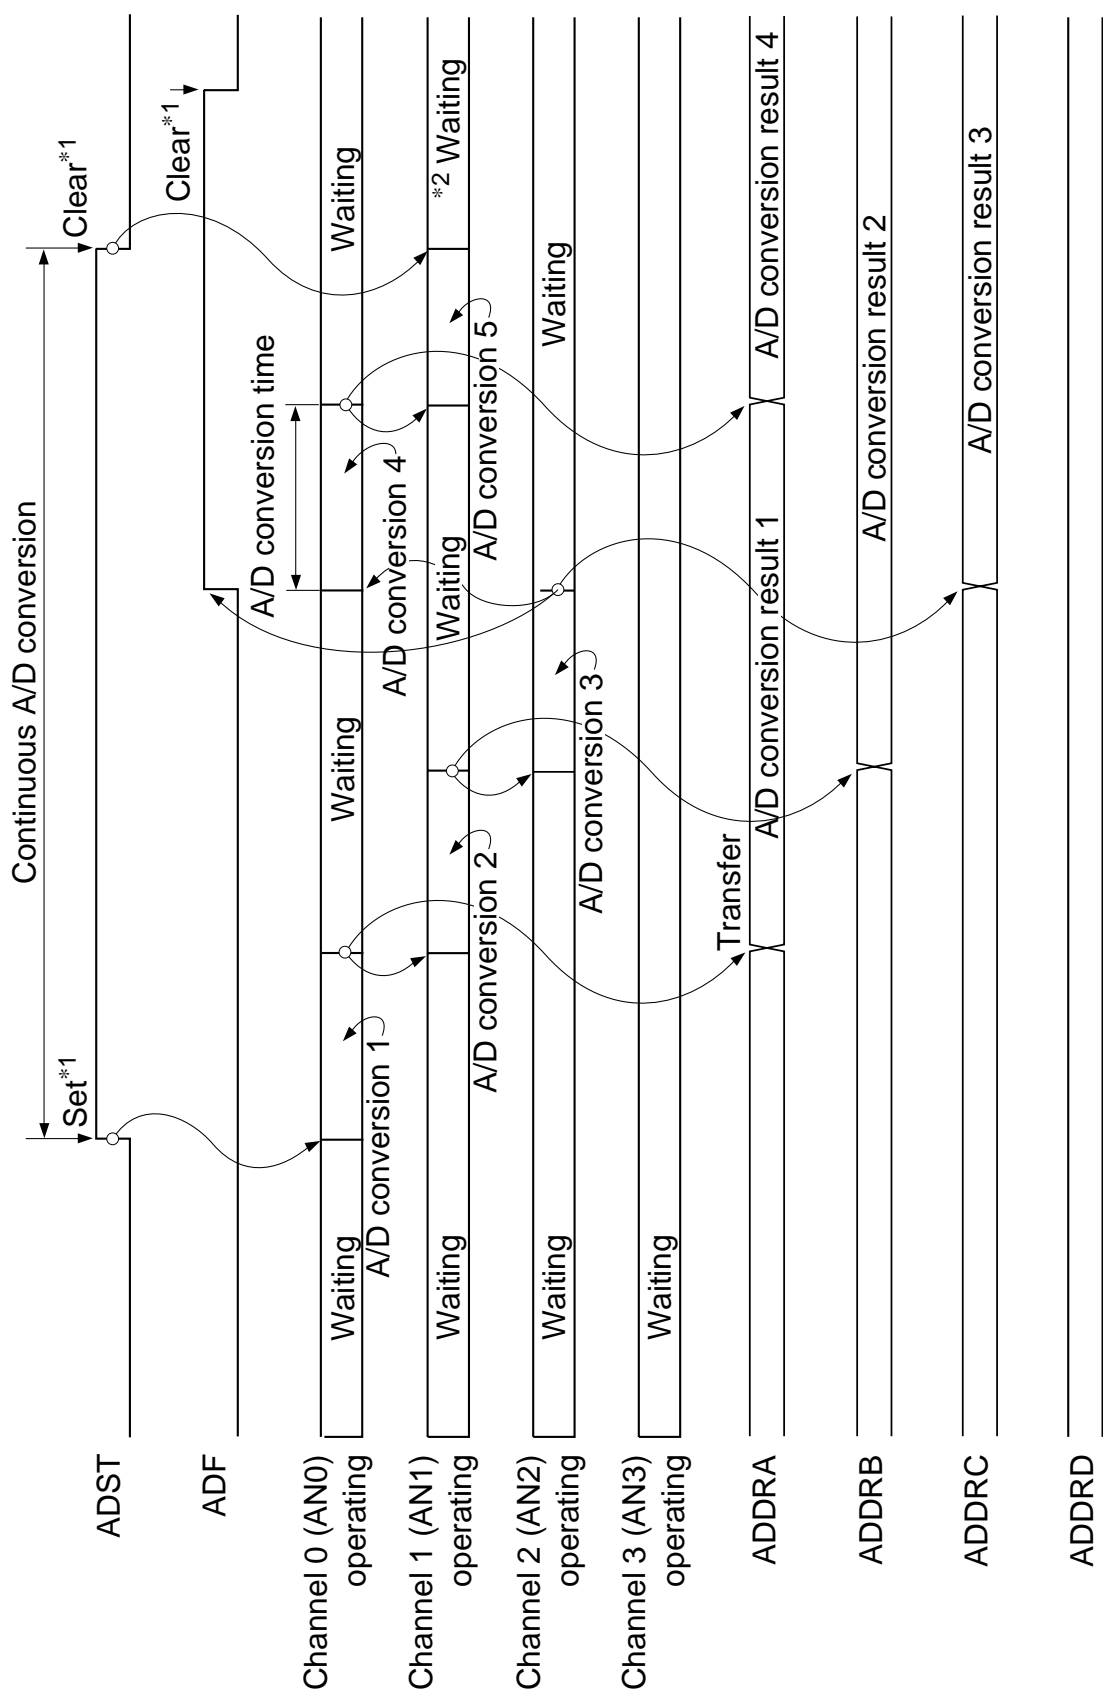 Continuous A/D conversion
Set*1
Clear*1
ADST
Clear*1
ADF
A/D conversion time
Channel 0 (AN0)
operating
Waiting
A/D conversion 1
Waiting
A/D conversion 4
Waiting
Channel 1 (AN1)
operating
Waiting
A/D conversion 2
Waiting
A/D conversion 5
*2 Waiting
Channel 2 (AN2)
operating
Waiting
A/D conversion 3
Waiting
Channel 3 (AN3)
operating
Waiting
Transfer
ADDRA
A/D conversion result 1
A/D conversion result 4
ADDRB
A/D conversion result 2
ADDRC
A/D conversion result 3
ADDRD